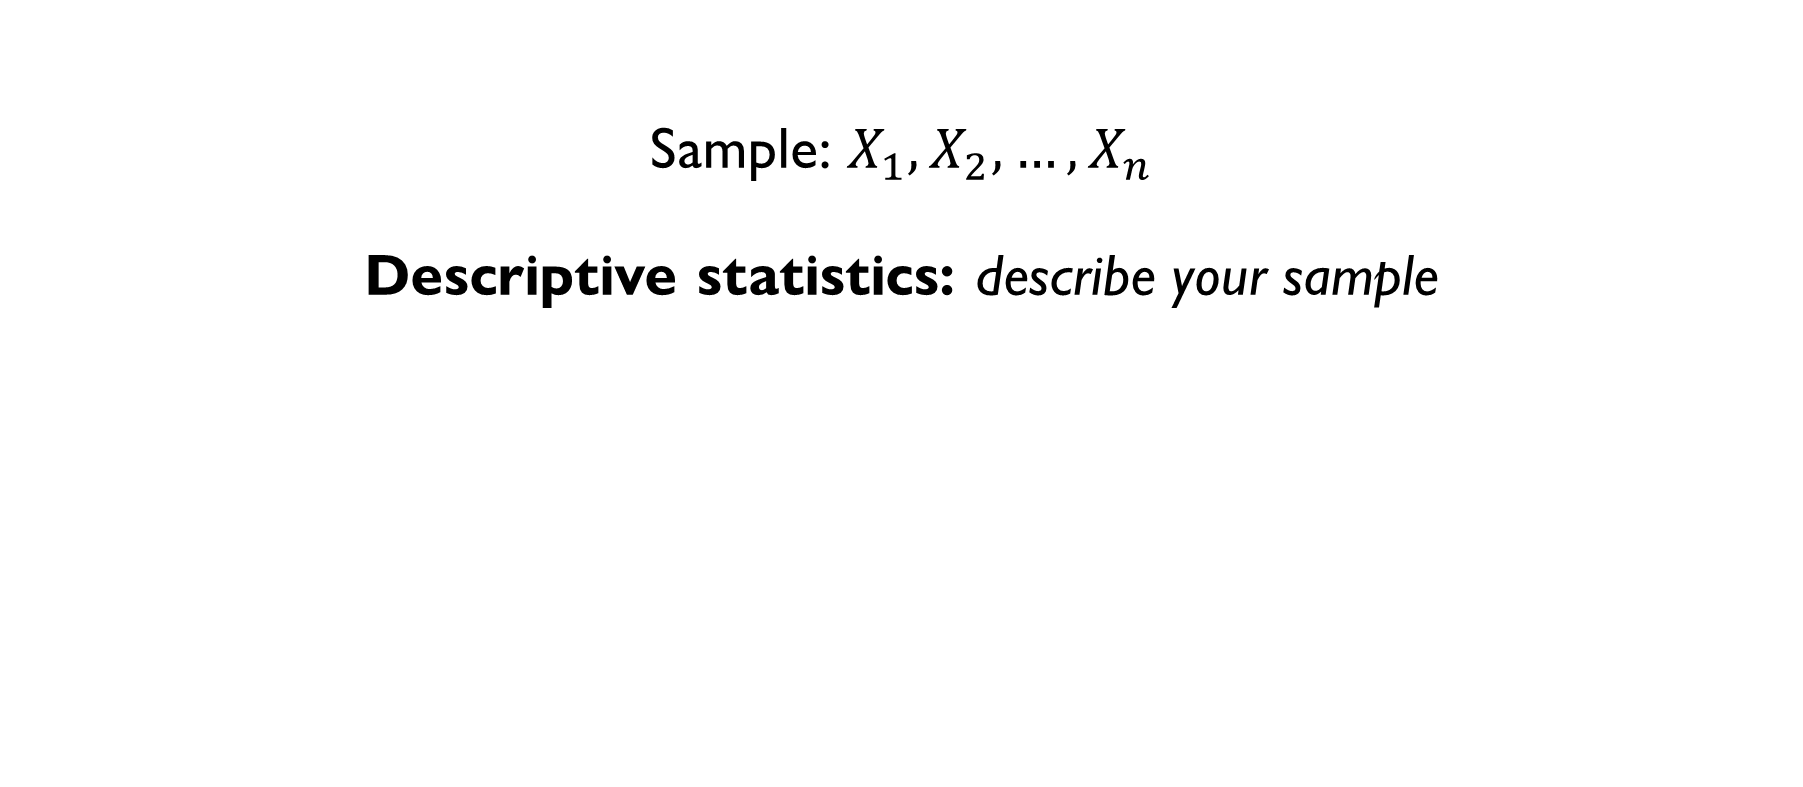 Sample: X₁, X₂, … , Xₙ
Descriptive statistics: describe your sample